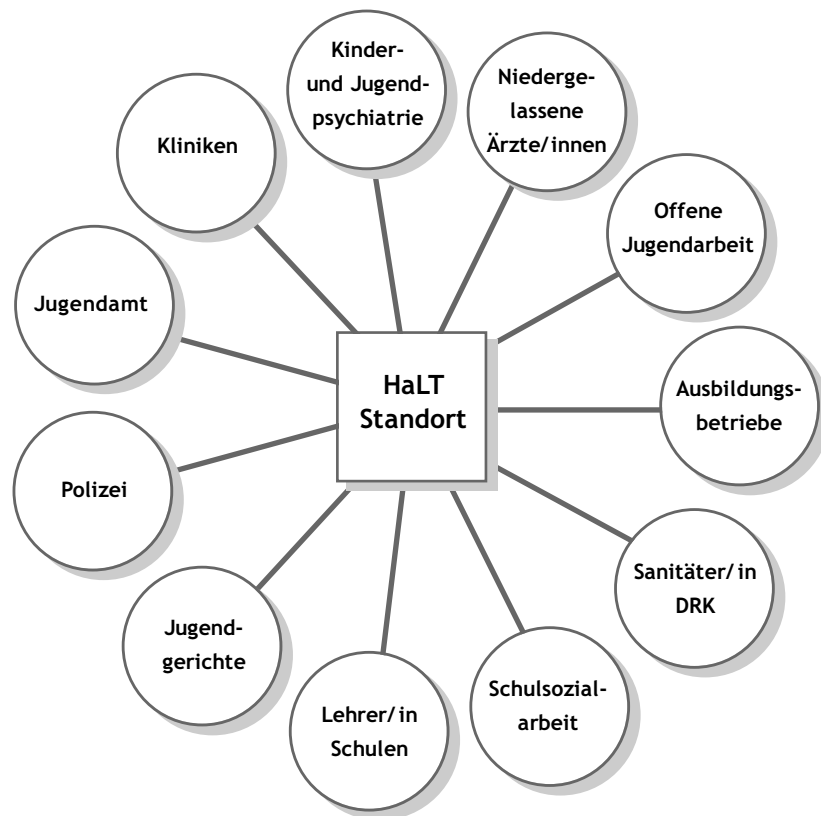 Kinder-
und Jugend-
psychiatrie
Niederge-
lassene
Ärzte/innen
Kliniken
Offene
Jugendarbeit
Jugendamt
HaLT
Standort
Ausbildungs-
betriebe
Polizei
Sanitäter/in
DRK
Jugend-
gerichte
Schulsozial-
arbeit
Lehrer/in
Schulen